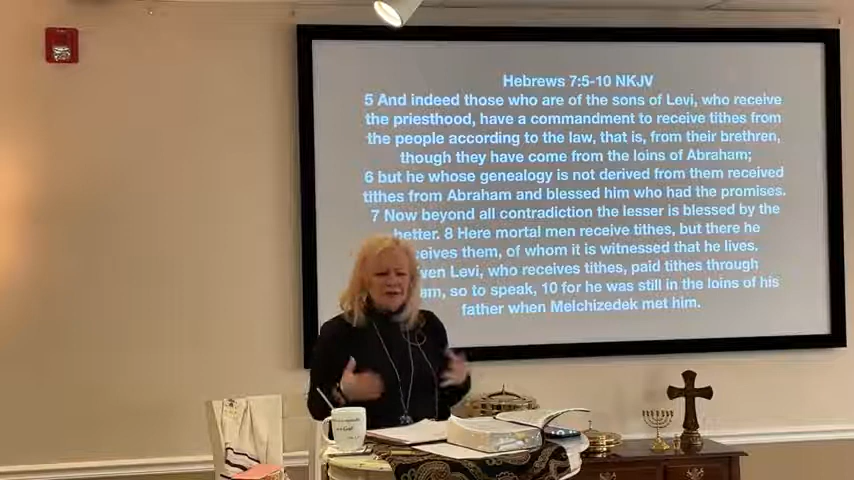 Hebrews 7:5-10 NKJV
5 And indeed those who are of the sons of Levi, who receive
the priesthood, have a commandment to receive tithes from
the people according to the law, that is, from their brethren,
though they have come from the loins of Abraham;
6 but he whose genealogy is not derived from them received
tithes from Abraham and blessed him who had the promises.
7 Now beyond all contradiction the lesser is blessed by the
better. 8 Here mortal men receive tithes, but there he
eives them, of whom it is witnessed that he lives.
ven Levi, who receives tithes, paid tithes through
am, so to speak, 10 for he was still in the loins of his
father when Melchizedek met him.